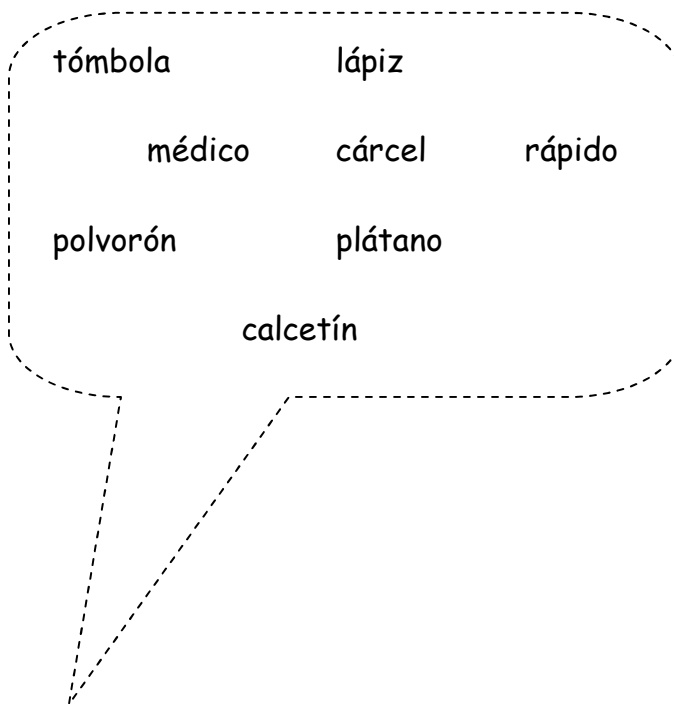 tómbola lápiz
médico cárcel rápido
polvorón plátano
calcetín